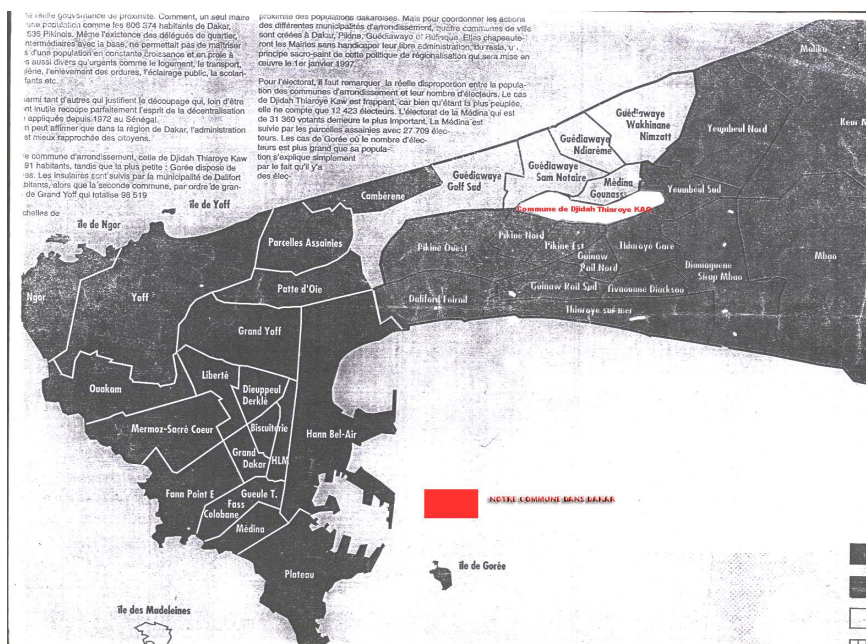 la réelle gouvernance de proximité. Comment, un seul maire
une population comme les 806 374 habitants de Dakar,
535 Pikinois. Même l'existence des délégués de quartier,
intermédiaires avec la base, ne permettait pas de maîtriser
s d'une population en constante croissance et en proie à
s aussi divers qu'urgents comme le logement, le transport,
iène, l'enlèvement des ordures, l'éclairage public, la scolari-
fants etc.
armi tant d'autres qui justifient le découpage qui, loin d'être
nt inutile recoupe parfaitement l'esprit de la décentralisation
appliquée depuis 1972 au Sénégal.
n peut affirmer que dans la région de Dakar, l'administration
st mieux rapprochée des citoyens.
e commune d'arrondissement, celle de Djidah Thiaroye Kaw
91 habitants, tandis que la plus petite : Gorée dispose de
es. Les insulaires sont suivis par la municipalité de Dalifort
bitants, alors que la seconde commune, par ordre de gran-
de Grand Yoff qui totalise 98 519
chelles de
proximité des populations dakaroises. Mais pour coordonner les actions
des différentes municipalités d'arrondissement, quatre communes de ville
sont créées à Dakar, Pikine, Guédiawaye et Rufisque. Elles chapeaute-
ront les Mairies sans handicaper leur libre administration, du reste, u
principe sacro-saint de cette politique de régionalisation qui sera mise en
œuvre le 1er janvier 1997.
Pour l'électorat, il faut remarquer la réelle disproportion entre la popula-
tion des communes d'arrondissement et leur nombre d'électeurs. Le cas
de Djidah Thiaroye Kaw est frappant, car bien qu'étant la plus peuplée,
elle ne compte que 12 423 électeurs. L'électorat de la Médina qui est
de 31 360 votants demeure le plus important. La Médina est
suivie par les parcelles assainies avec 27.709 élec-
teurs. Les cas de Gorée où le nombre d'élec-
teurs est plus grand que sa popula-
tion s'explique simplement
par le fait qu'il y'a
des élec-
Malika
Guédiawaye
Wakhinane
Nimzatt
Yeumbeul Nord
Keur M
Guédiawaye
Ndiarème
Guédiawaye
Sam Notaire
Guédiawaye
Golf Sud
Médina
Gounass
Yeumbeul Sud
Cambérene
Commune de Djidah Thiaroye KAO
île de Yoff
île de Ngor
Parcelles Assainies
Pikine Ouest
Pikine Nord
Pikine Est
Guinaw
Rail Nord
Thiaroye Gare
Diamaguene
Sicap Mbao
Mbao
Ngor
Yoff
Patte d'Oie
Daliford Foirail
Guinaw Rail Sud
Tivaouane Diacksao
Thioraye sur mer
Grand Yoff
Ouakam
Liberté
Dieuppeul
Derklé
Mermoz-Sacré Coeur
Biscuiterie
Hann Bel-Air
Grand
Dakar
HLM
Fann Point E
Gueule T.
Fass
Colobane
Médina
Plateau
NOTRE COMMUNE DANS DAKAR
île de Gorée
île des Madeleines